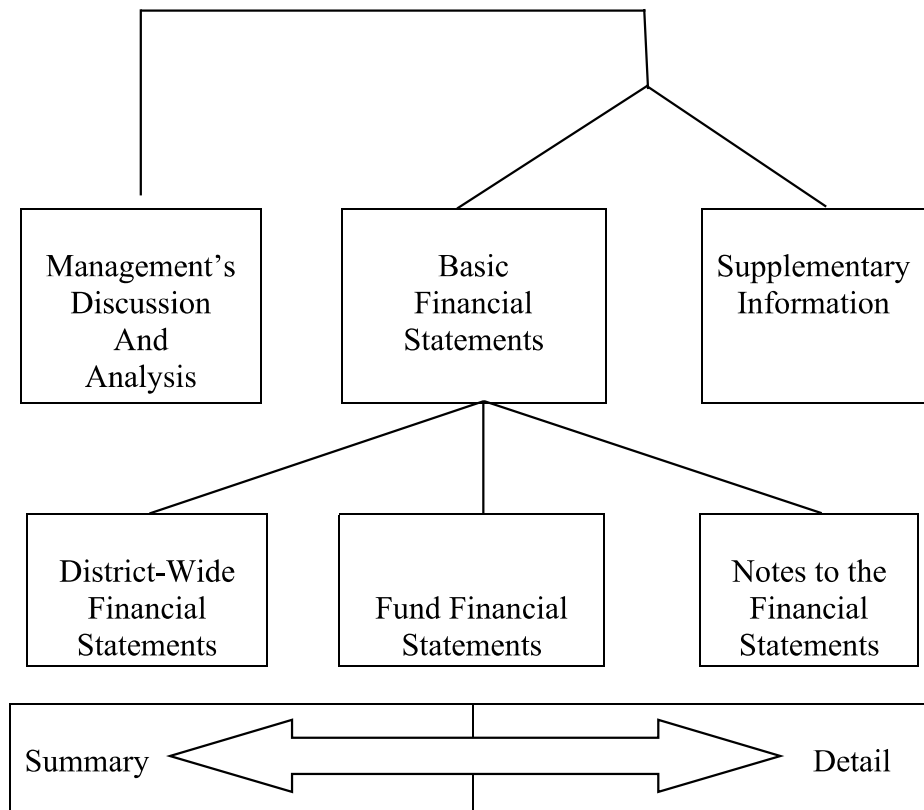 Management’s
Discussion
And
Analysis
Basic
Financial
Statements
Supplementary
Information
District-Wide
Financial
Statements
Fund Financial
Statements
Notes to the
Financial
Statements
Summary
Detail